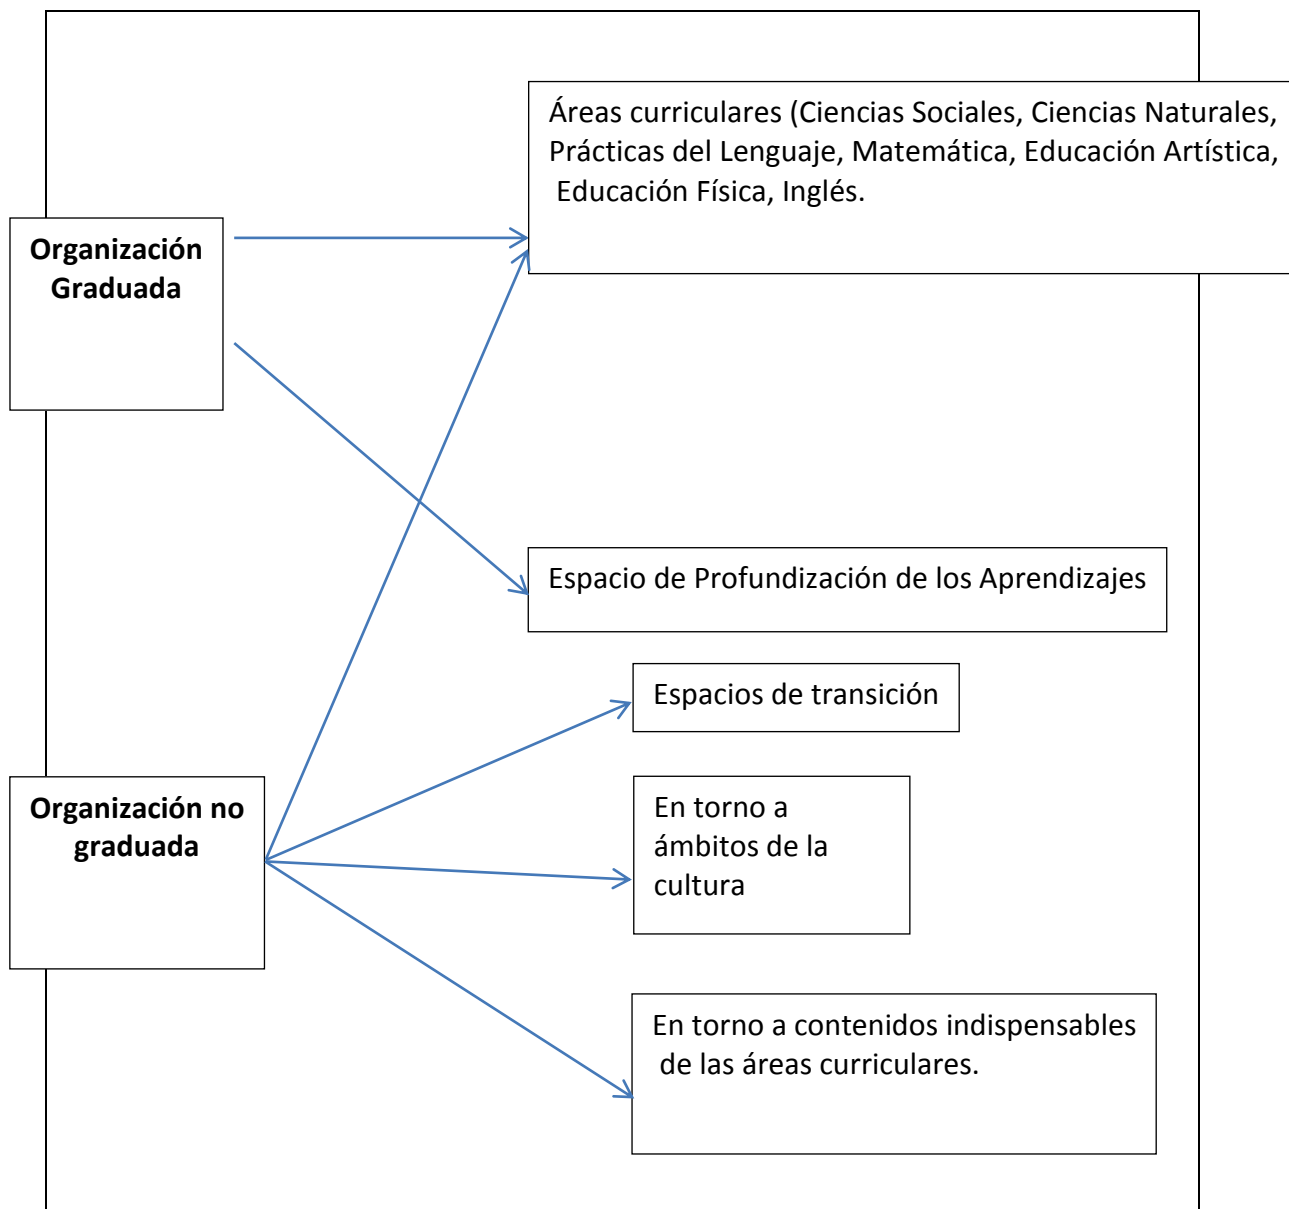 Áreas curriculares (Ciencias Sociales, Ciencias Naturales,
Prácticas del Lenguaje, Matemática, Educación Artística,
Educación Física, Inglés.
Organización
Graduada
Espacio de Profundización de los Aprendizajes
Espacios de transición
Organización no
graduada
En torno a
ámbitos de la
cultura
En torno a contenidos indispensables
de las áreas curriculares.